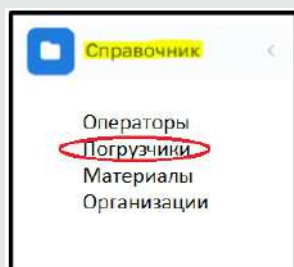 Справочник
Операторы
Погрузчики
Материалы
Организации